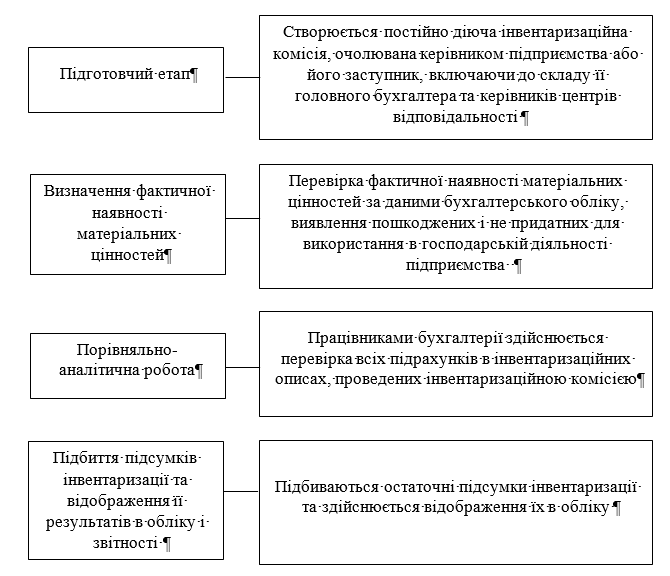 Підготовчий етап¶
Створюється постійно діюча інвентаризаційна
комісія, очолювана керівником підприємства або
його заступник, включаючи до складу її
головного бухгалтера та керівників центрів
відповідальності ¶
Визначення фактичної
наявності
матеріальних
цінностей¶
Перевірка фактичної наявності матеріальних
цінностей за даними бухгалтерського обліку,
виявлення пошкоджених і не придатних для
використання в господарській діяльності
підприємства ¶
Порівняльно-
аналітична робота¶
Працівниками бухгалтерії здійснюється
перевірка всіх підрахунків в інвентаризаційних
описах, проведених інвентаризаційною комісією¶
Підбиття підсумків
інвентаризації та
відображення її
результатів в обліку і
звітності ¶
Підбиваються остаточні підсумки інвентаризації
та здійснюється відображення їх в обліку ¶